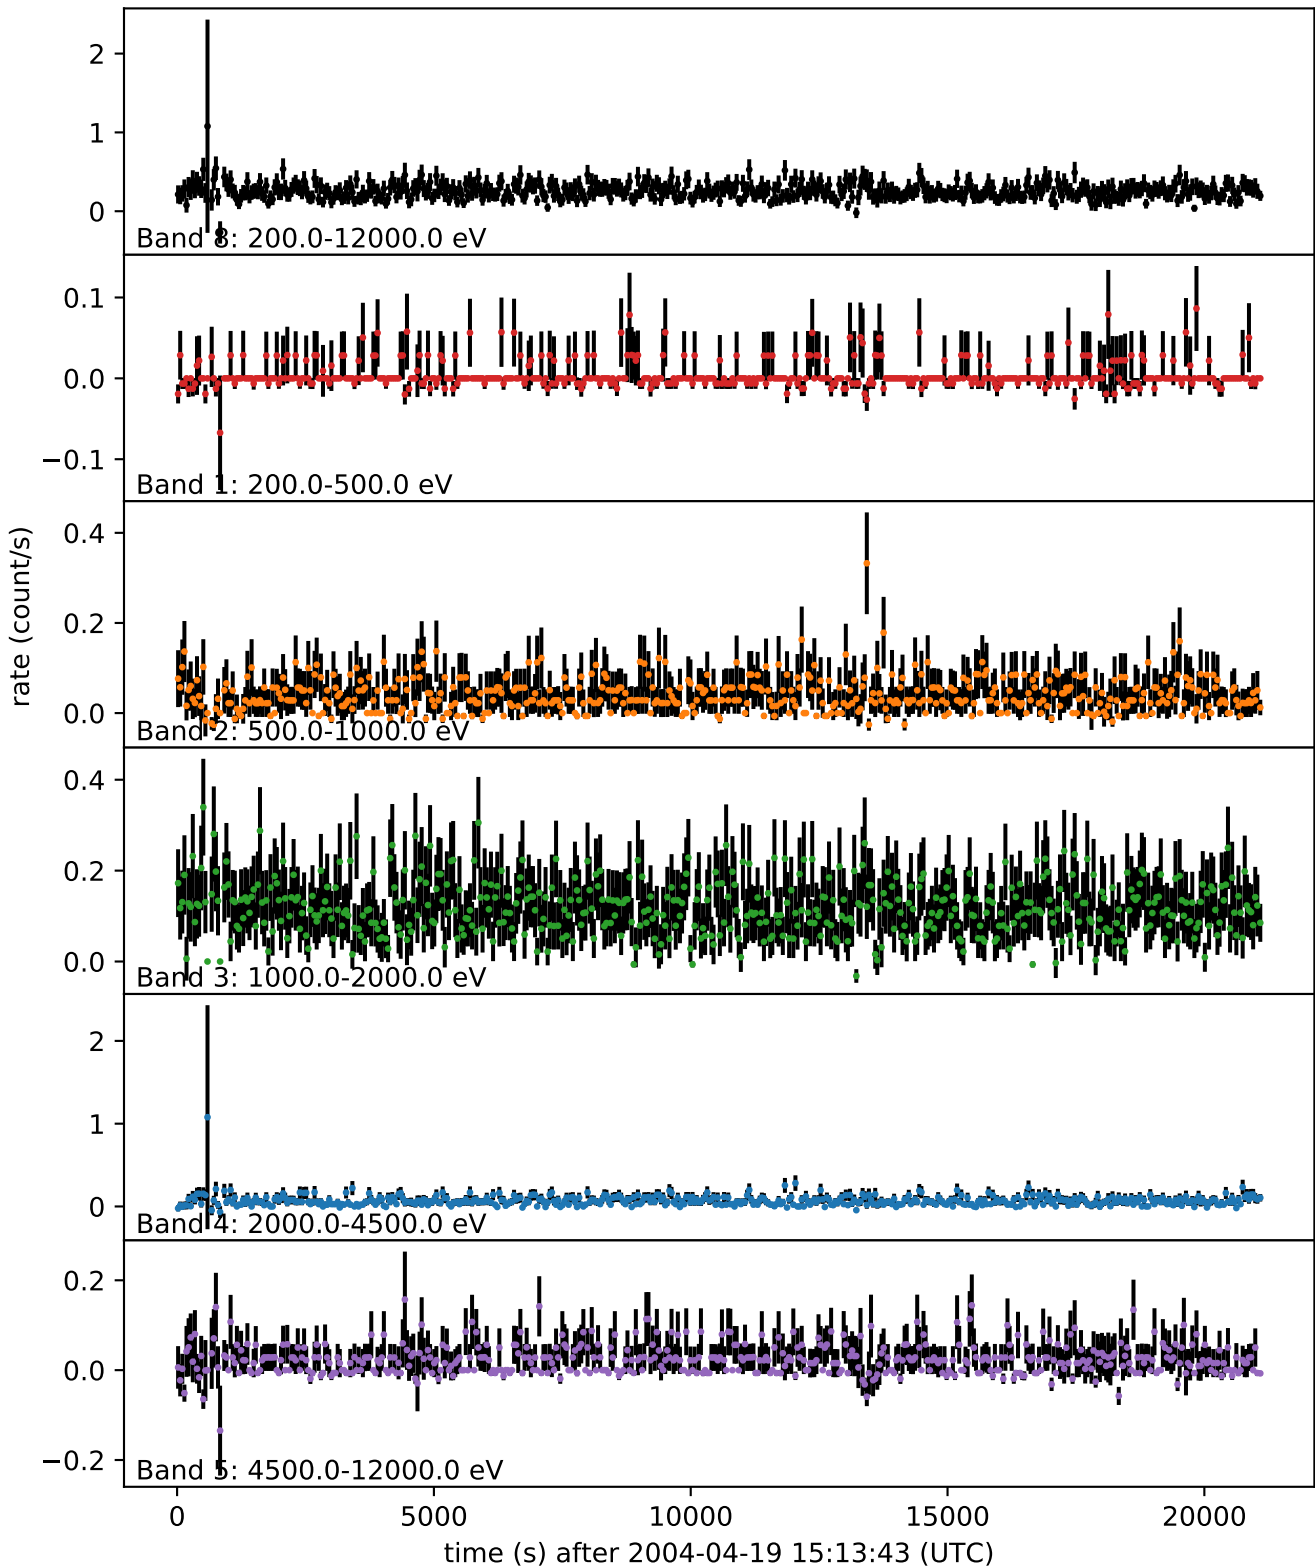 2
1
0
Band 8: 200.0-12000.0 eV
0.1
0.0
−0.1
Band 1: 200.0-500.0 eV
0.4
0.2
0.0
Band 2: 500.0-1000.0 eV
0.4
0.2
0.0
Band 3: 1000.0-2000.0 eV
2
1
0
Band 4: 2000.0-4500.0 eV
0.2
0.0
−0.2
Band 5: 4500.0-12000.0 eV
rate (count/s)
0 5000 10000 15000 20000
time (s) after 2004-04-19 15:13:43 (UTC)